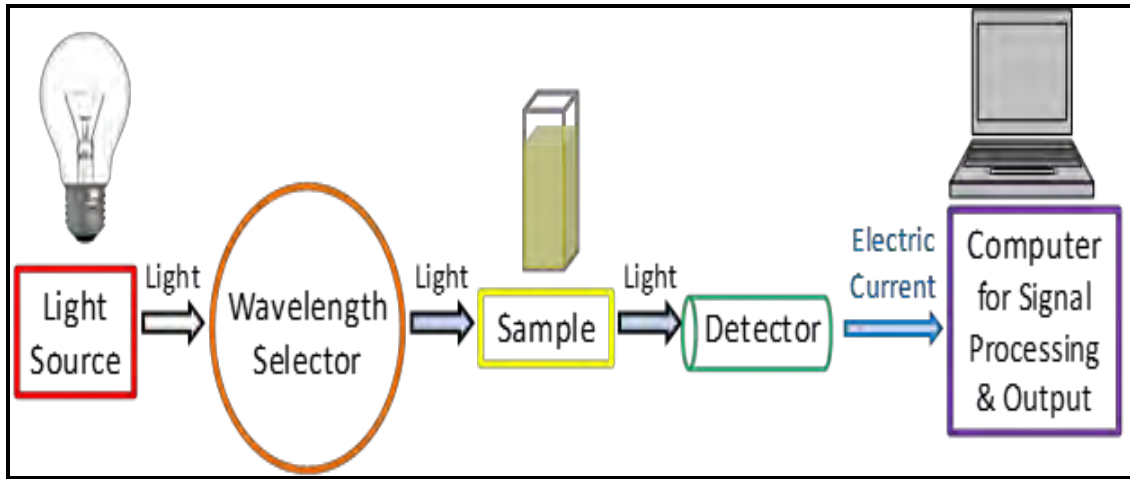 Light
Source
Light
Wavelength
Selector
Light
Sample
Light
Detector
Electric
Current
Computer
for Signal
Processing
& Output